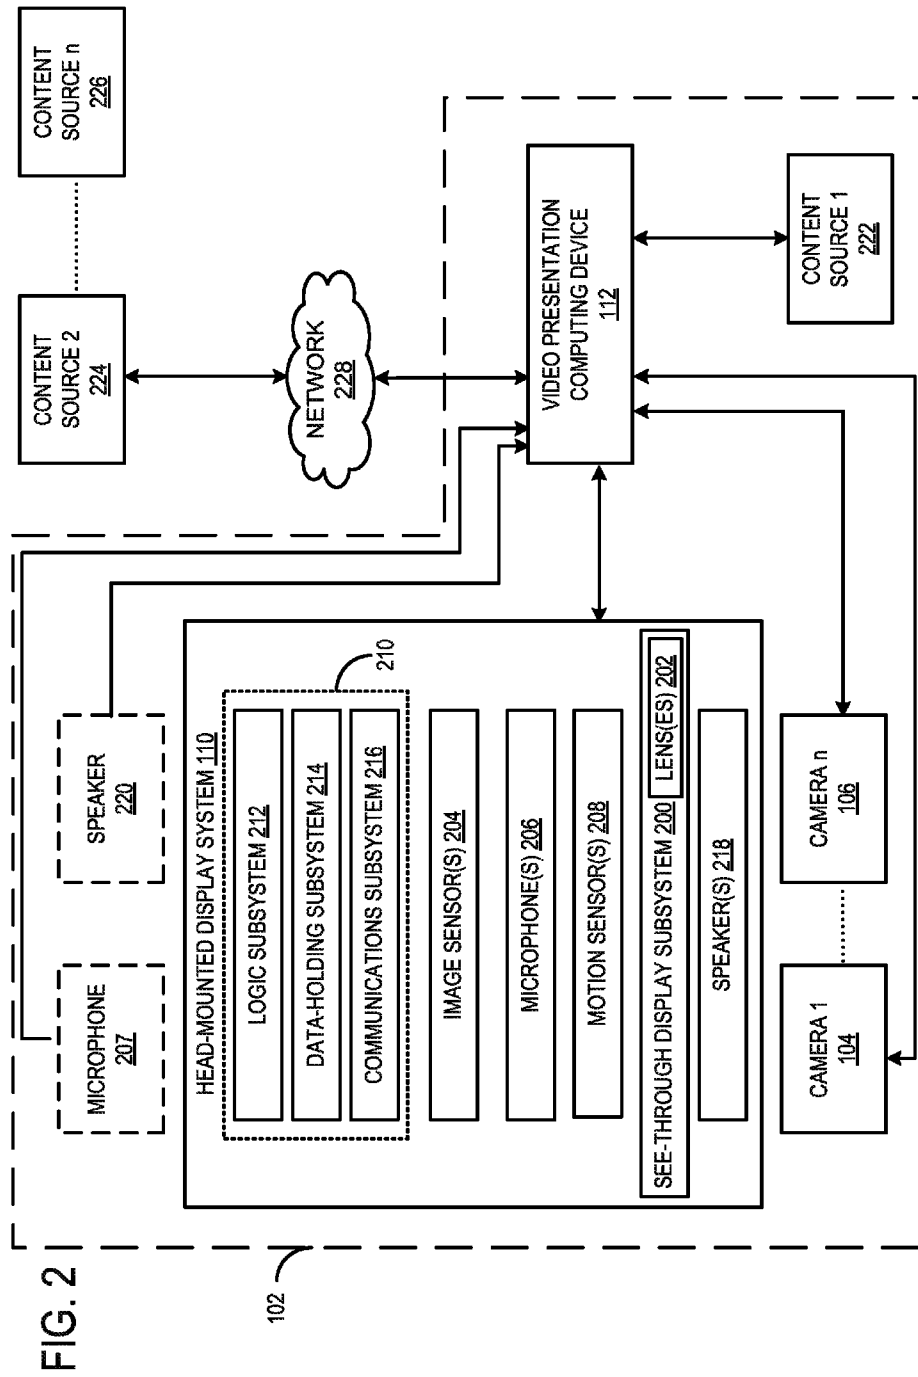 FIG. 2
102
MICROPHONE
207
SPEAKER
220
CONTENT
SOURCE 2
224
CONTENT
SOURCE n
226
NETWORK
228
HEAD-MOUNTED DISPLAY SYSTEM 110
210
LOGIC SUBSYSTEM 212
DATA-HOLDING SUBSYSTEM 214
COMMUNICATIONS SUBSYSTEM 216
IMAGE SENSOR(S) 204
MICROPHONE(S) 206
MOTION SENSOR(S) 208
SEE-THROUGH DISPLAY SUBSYSTEM 200
LENS(ES) 202
SPEAKER(S) 218
VIDEO PRESENTATION
COMPUTING DEVICE
112
CAMERA 1
104
CAMERA n
106
CONTENT
SOURCE 1
222